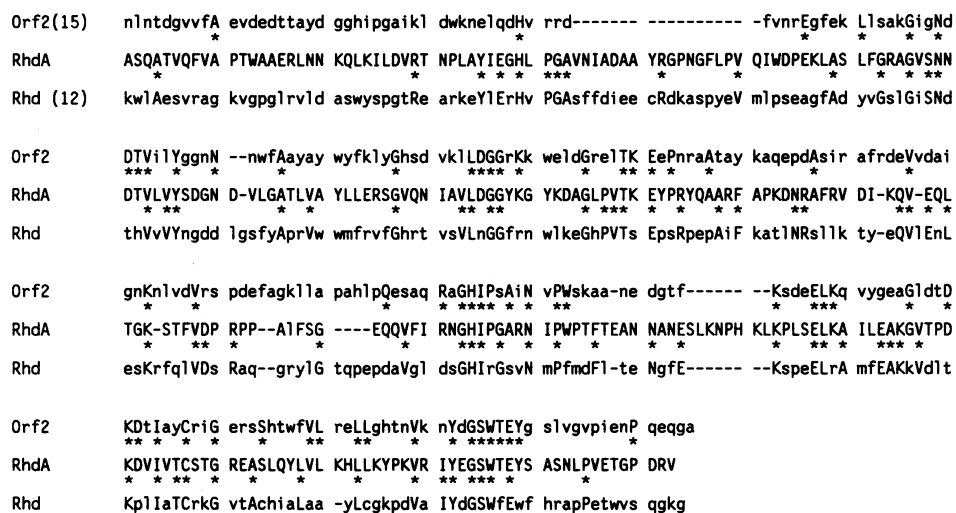 Orf2(15) nlntdgvvfA evdedttayd gghipgaikl dwknelqdHv rrd------- ----------fvnrEgfek LlsakGigNd
* * * * * *
RhdA ASQATVQFVA PTWAAERLNN KQLKILDVRT NPLAYIEGHL PGAVNIADAA YRGPNGFLPV QIWDPEKLAS LFGRAGVSNN
* * * * * *** * * * * * * **
Rhd (12) kwlAesvrag kvgpglrvld aswyspgtRe arkeYlErHv PGAsffdiee cRdkaspyeV mlpseagfAd yvGslGiSNd
Orf2 DTVilYggnN --nwfAayay wyfklyGhsd vklLDGGrKk weldGrelTK EePnraAtay kaqepdAsir afrdeVvdai
*** * * * * **** * * ** * * * * *
RhdA DTVLVYSDGN D-VLGATLVA YLLERSGVQN IAVLDGGYKG YKDAGLPVTK EYPRYQAARF APKDNRAFRV DI-KQV-EQL
* ** * * * ** ** * *** * * ** * ** ** * *
Rhd thVvVYngdd lgsfyAprVw wmfrvfGhrt vsVLnGGfrn wlkeGhPVTs EpsRpepAiF katlNRsllk ty-eQVlEnL
Orf2 gnKnlvdVrs pdefagklla pahlpQesaq RaGHIPsAiN vPWskaa-ne dgtf------ KsdeELKq vygeaGldtD
* * * * **** * * ** * *** * *
RhdA TGK-STFVDP RPP--AlFSG ----EQQVFI RNGHIPGARN IPWPTFTEAN NANESLKNPH KLKPLSELKA ILEAKGVTPD
* ** * * * *** * * * * * * * ** * *** *
Rhd esKrfqlVDs Raq--grylG tqpepdaVgl dsGHIrGsvN mPfmdFl-te NgfE------ KspeELrA mfEAKkVdlt
Orf2 KDtIayCriG ersShtwfVL reLLghtnVk nYdGSWTEYg slvgvpienP qeqga
** * * * * ** ** * * ****** *
RhdA KDVIVTCSTG REASLQYLVL KHLLKYPKVR IYEGSWTEYS ASNLPVETGP DRV
* * ** * * * * * ** *** * *
Rhd KplIaTCrkG vtAchiaLaa -yLcgkpdVa IYdGSWfEwf hrapPetwvs qgkg